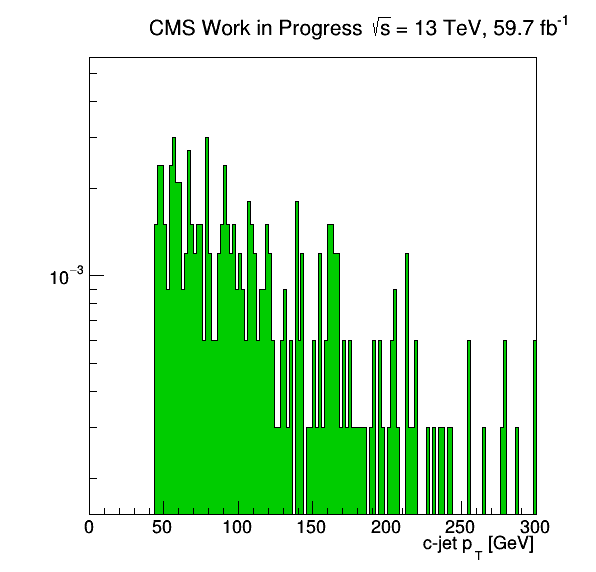 CMS Work in Progress √s = 13 TeV, 59.7 fb⁻¹
10⁻³
0 50 100 150 200 250 300
c-jet p_T [GeV]